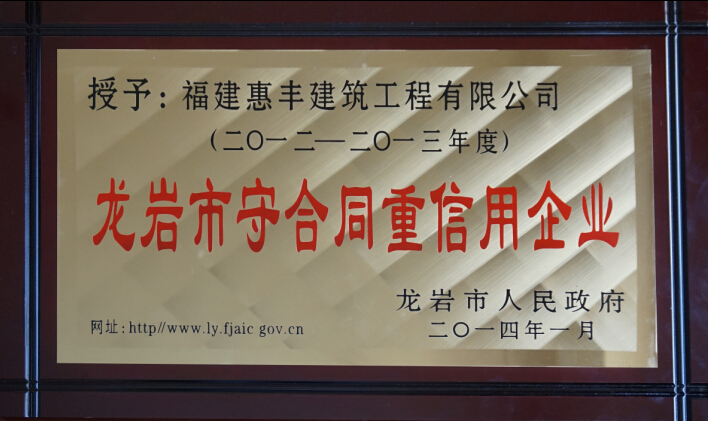 授予：福建惠丰建筑工程有限公司
（二〇一二—二〇一三年度）
龙岩市守合同重信用企业
龙岩市人民政府
二〇一四年一月
网址:http//www.ly.fjaic gov.cn